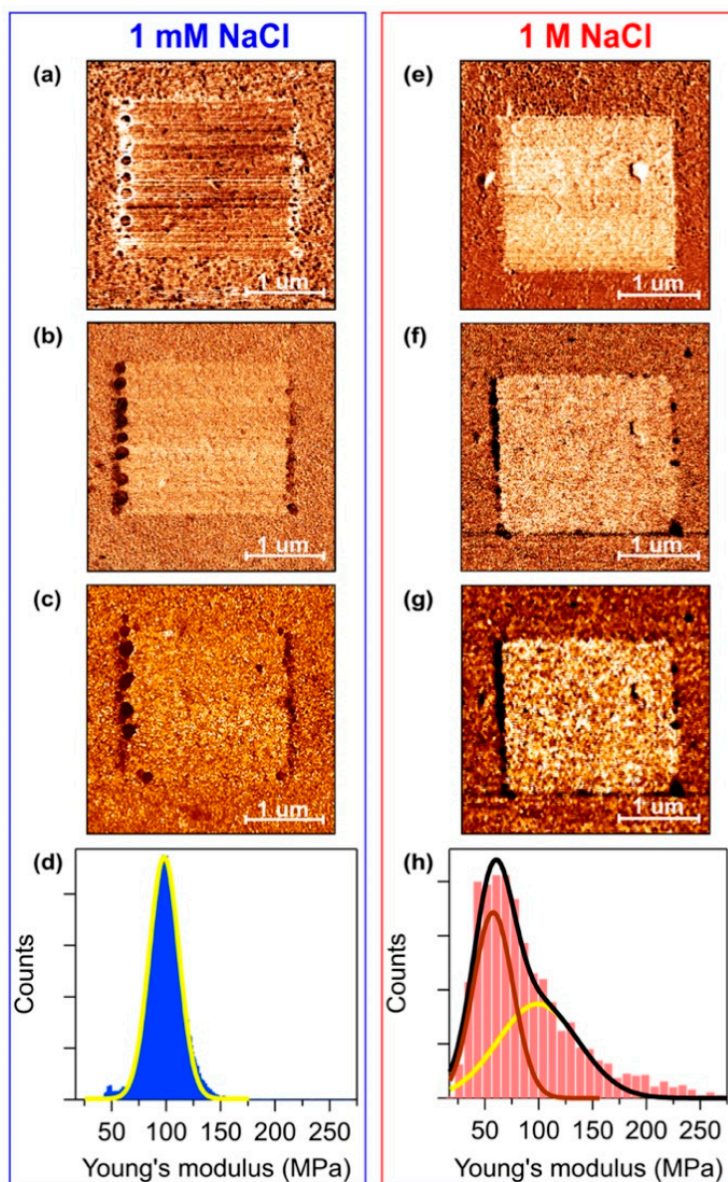 1 mM NaCl
(a)
1 um
(b)
1 um
(c)
1 um
(d)
Counts
50 100 150 200 250
Young's modulus (MPa)
1 M NaCl
(e)
1 um
(f)
1 um
(g)
1 um
(h)
Counts
50 100 150 200 250
Young's modulus (MPa)